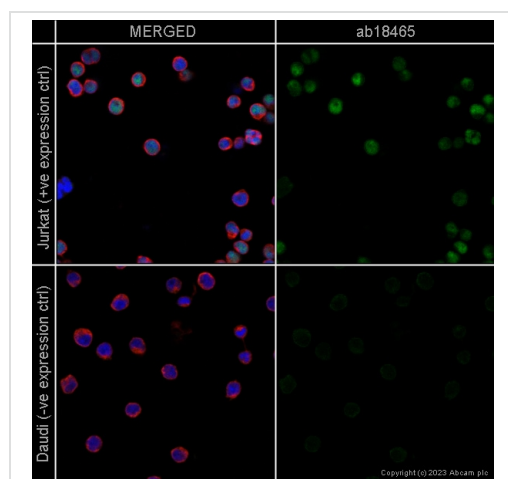 MERGED
ab18465
Jurkat (+ve expression ctrl)
Daudi (-ve expression ctrl)
Copyright (c) 2023 Abcam plc